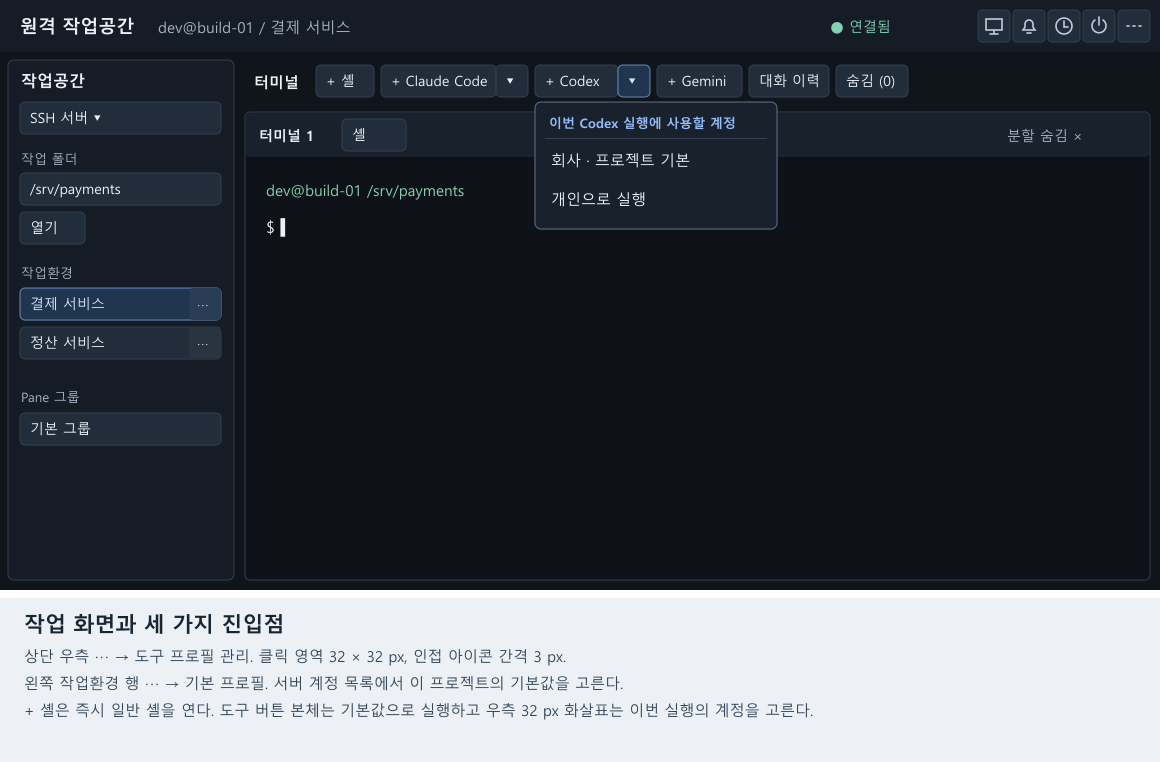 원격 작업공간 dev@build-01 / 결제 서비스 ● 연결됨 ···
작업공간
SSH 서버 ▾
작업 폴더
/srv/payments
열기
작업환경
결제 서비스 ···
정산 서비스 ···
Pane 그룹
기본 그룹
터미널 + 셸 + Claude Code ▾ + Codex ▾ + Gemini 대화 이력 숨김 (0)
터미널 1 셸 분할 숨김 ×
이번 Codex 실행에 사용할 계정
회사 · 프로젝트 기본
개인으로 실행
dev@build-01 /srv/payments
$
작업 화면과 세 가지 진입점
상단 우측 ··· → 도구 프로필 관리. 클릭 영역 32 × 32 px, 인접 아이콘 간격 3 px.
왼쪽 작업환경 행 ··· → 기본 프로필. 서버 계정 목록에서 이 프로젝트의 기본값을 고른다.
+ 셸은 즉시 일반 셸을 연다. 도구 버튼 본체는 기본값으로 실행하고 우측 32 px 화살표는 이번 실행의 계정을 고른다.